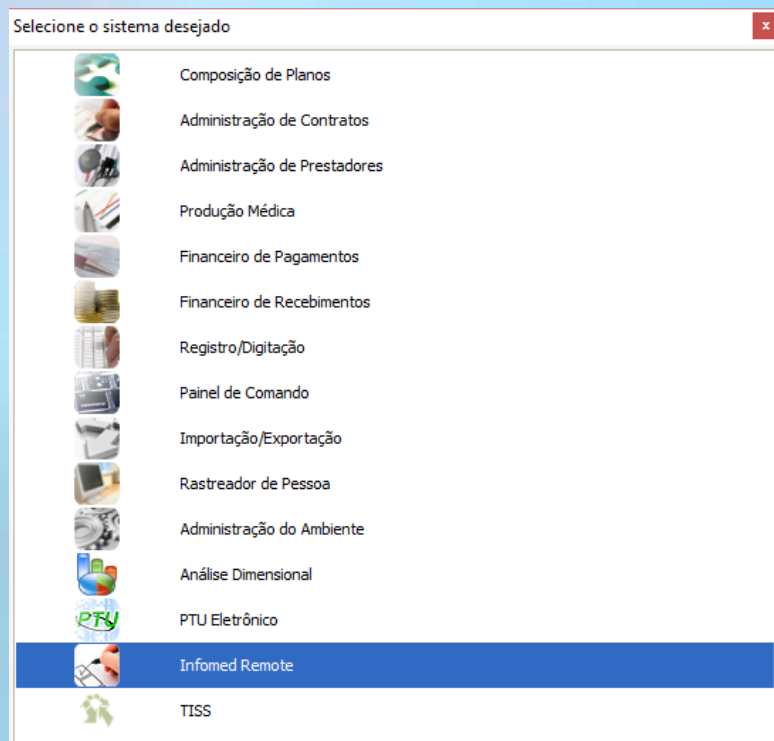 Selecione o sistema desejado
x
Composição de Planos
Administração de Contratos
Administração de Prestadores
Produção Médica
Financeiro de Pagamentos
Financeiro de Recebimentos
Registro/Digitação
Painel de Comando
Importação/Exportação
Rastreador de Pessoa
Administração do Ambiente
Análise Dimensional
PTU PTU Eletrônico
Infomed Remote
TISS